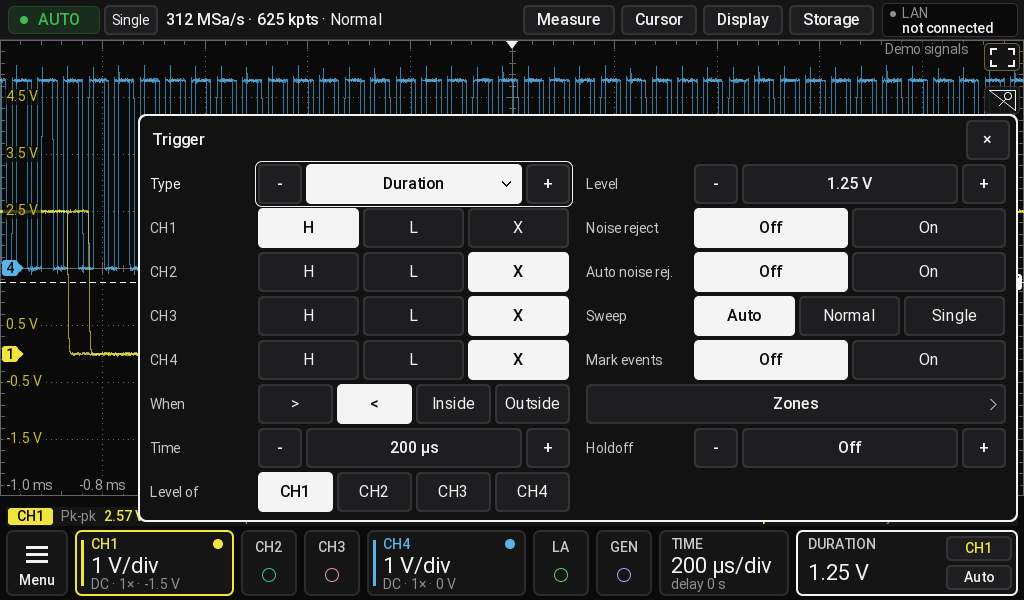 AUTO Single 312 MSa/s · 625 kpts · Normal Measure Cursor Display Storage LAN not connected
Demo signals
4.5 V
3.5 V
2.5 V
4
0.5 V
1
-0.5 V
-1.5 V
-1.0 ms -0.8 ms
Trigger ×
Type - Duration + Level - 1.25 V +
CH1 H L X Noise reject Off On
CH2 H L X Auto noise rej. Off On
CH3 H L X Sweep Auto Normal Single
CH4 H L X Mark events Off On
When > < Inside Outside Zones
Time - 200 µs + Holdoff - Off +
Level of CH1 CH2 CH3 CH4
CH1 Pk-pk 2.57 V
Menu
CH1
1 V/div
DC · 1× · -1.5 V
CH2
CH3
CH4
1 V/div
DC · 1× · 0 V
LA
GEN
TIME
200 µs/div
delay 0 s
DURATION CH1
1.25 V Auto